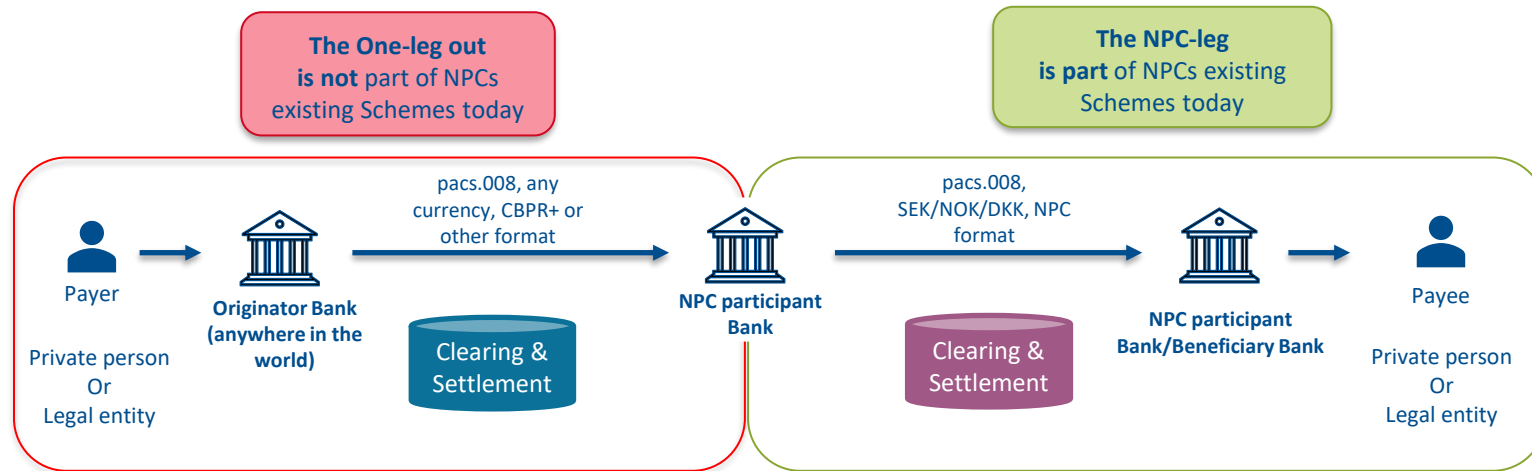 The One-leg out
is not part of NPCs
existing Schemes today
The NPC-leg
is part of NPCs existing
Schemes today
pacs.008, any
currency, CBPR+ or
other format
pacs.008,
SEK/NOK/DKK, NPC
format
Payer
Originator Bank
(anywhere in the
world)
NPC participant
Bank
NPC participant
Bank/Beneficiary Bank
Payee
Clearing &
Settlement
Clearing &
Settlement
Private person
Or
Legal entity
Private person
Or
Legal entity